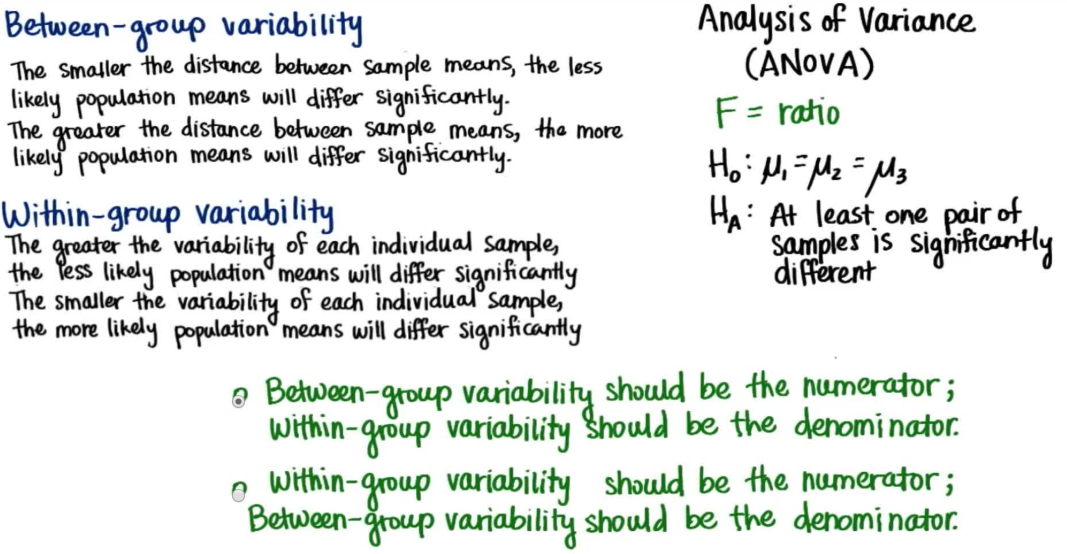 Between-group variability
The smaller the distance between sample means, the less
likely population means will differ significantly.
The greater the distance between sample means, the more
likely population means will differ significantly.
Within-group variability
The greater the variability of each individual sample,
the less likely population means will differ significantly
The smaller the variability of each individual sample,
the more likely population means will differ significantly
Analysis of Variance
(ANOVA)
F = ratio
H₀: μ₁ = μ₂ = μ₃
H_A: At least one pair of
samples is significantly
different
Between-group variability should be the numerator;
Within-group variability should be the denominator.
Within-group variability should be the numerator;
Between-group variability should be the denominator.